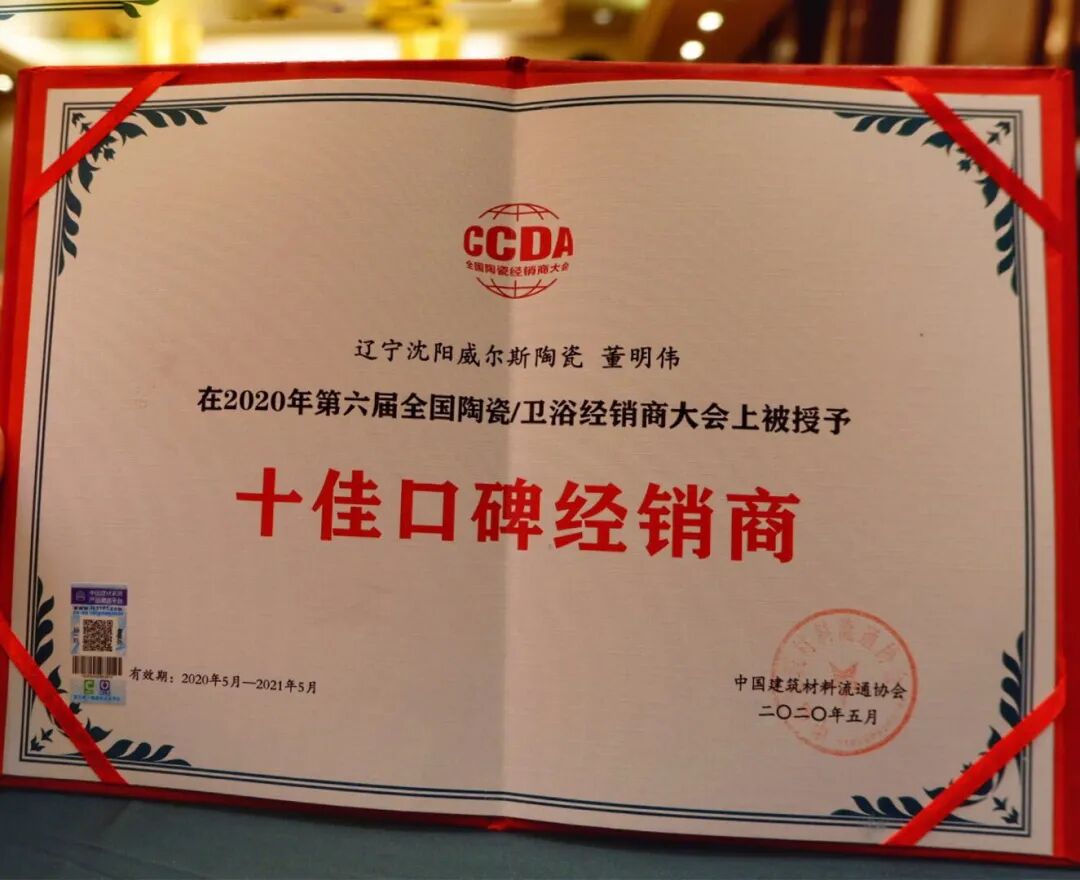 CCDA
全国陶瓷经销商大会
辽宁沈阳威尔斯陶瓷 董明伟
在2020年第六届全国陶瓷/卫浴经销商大会上被授予
十佳口碑经销商
有效期：2020年5月—2021年5月
中国建筑材料流通协会
二〇二〇年五月